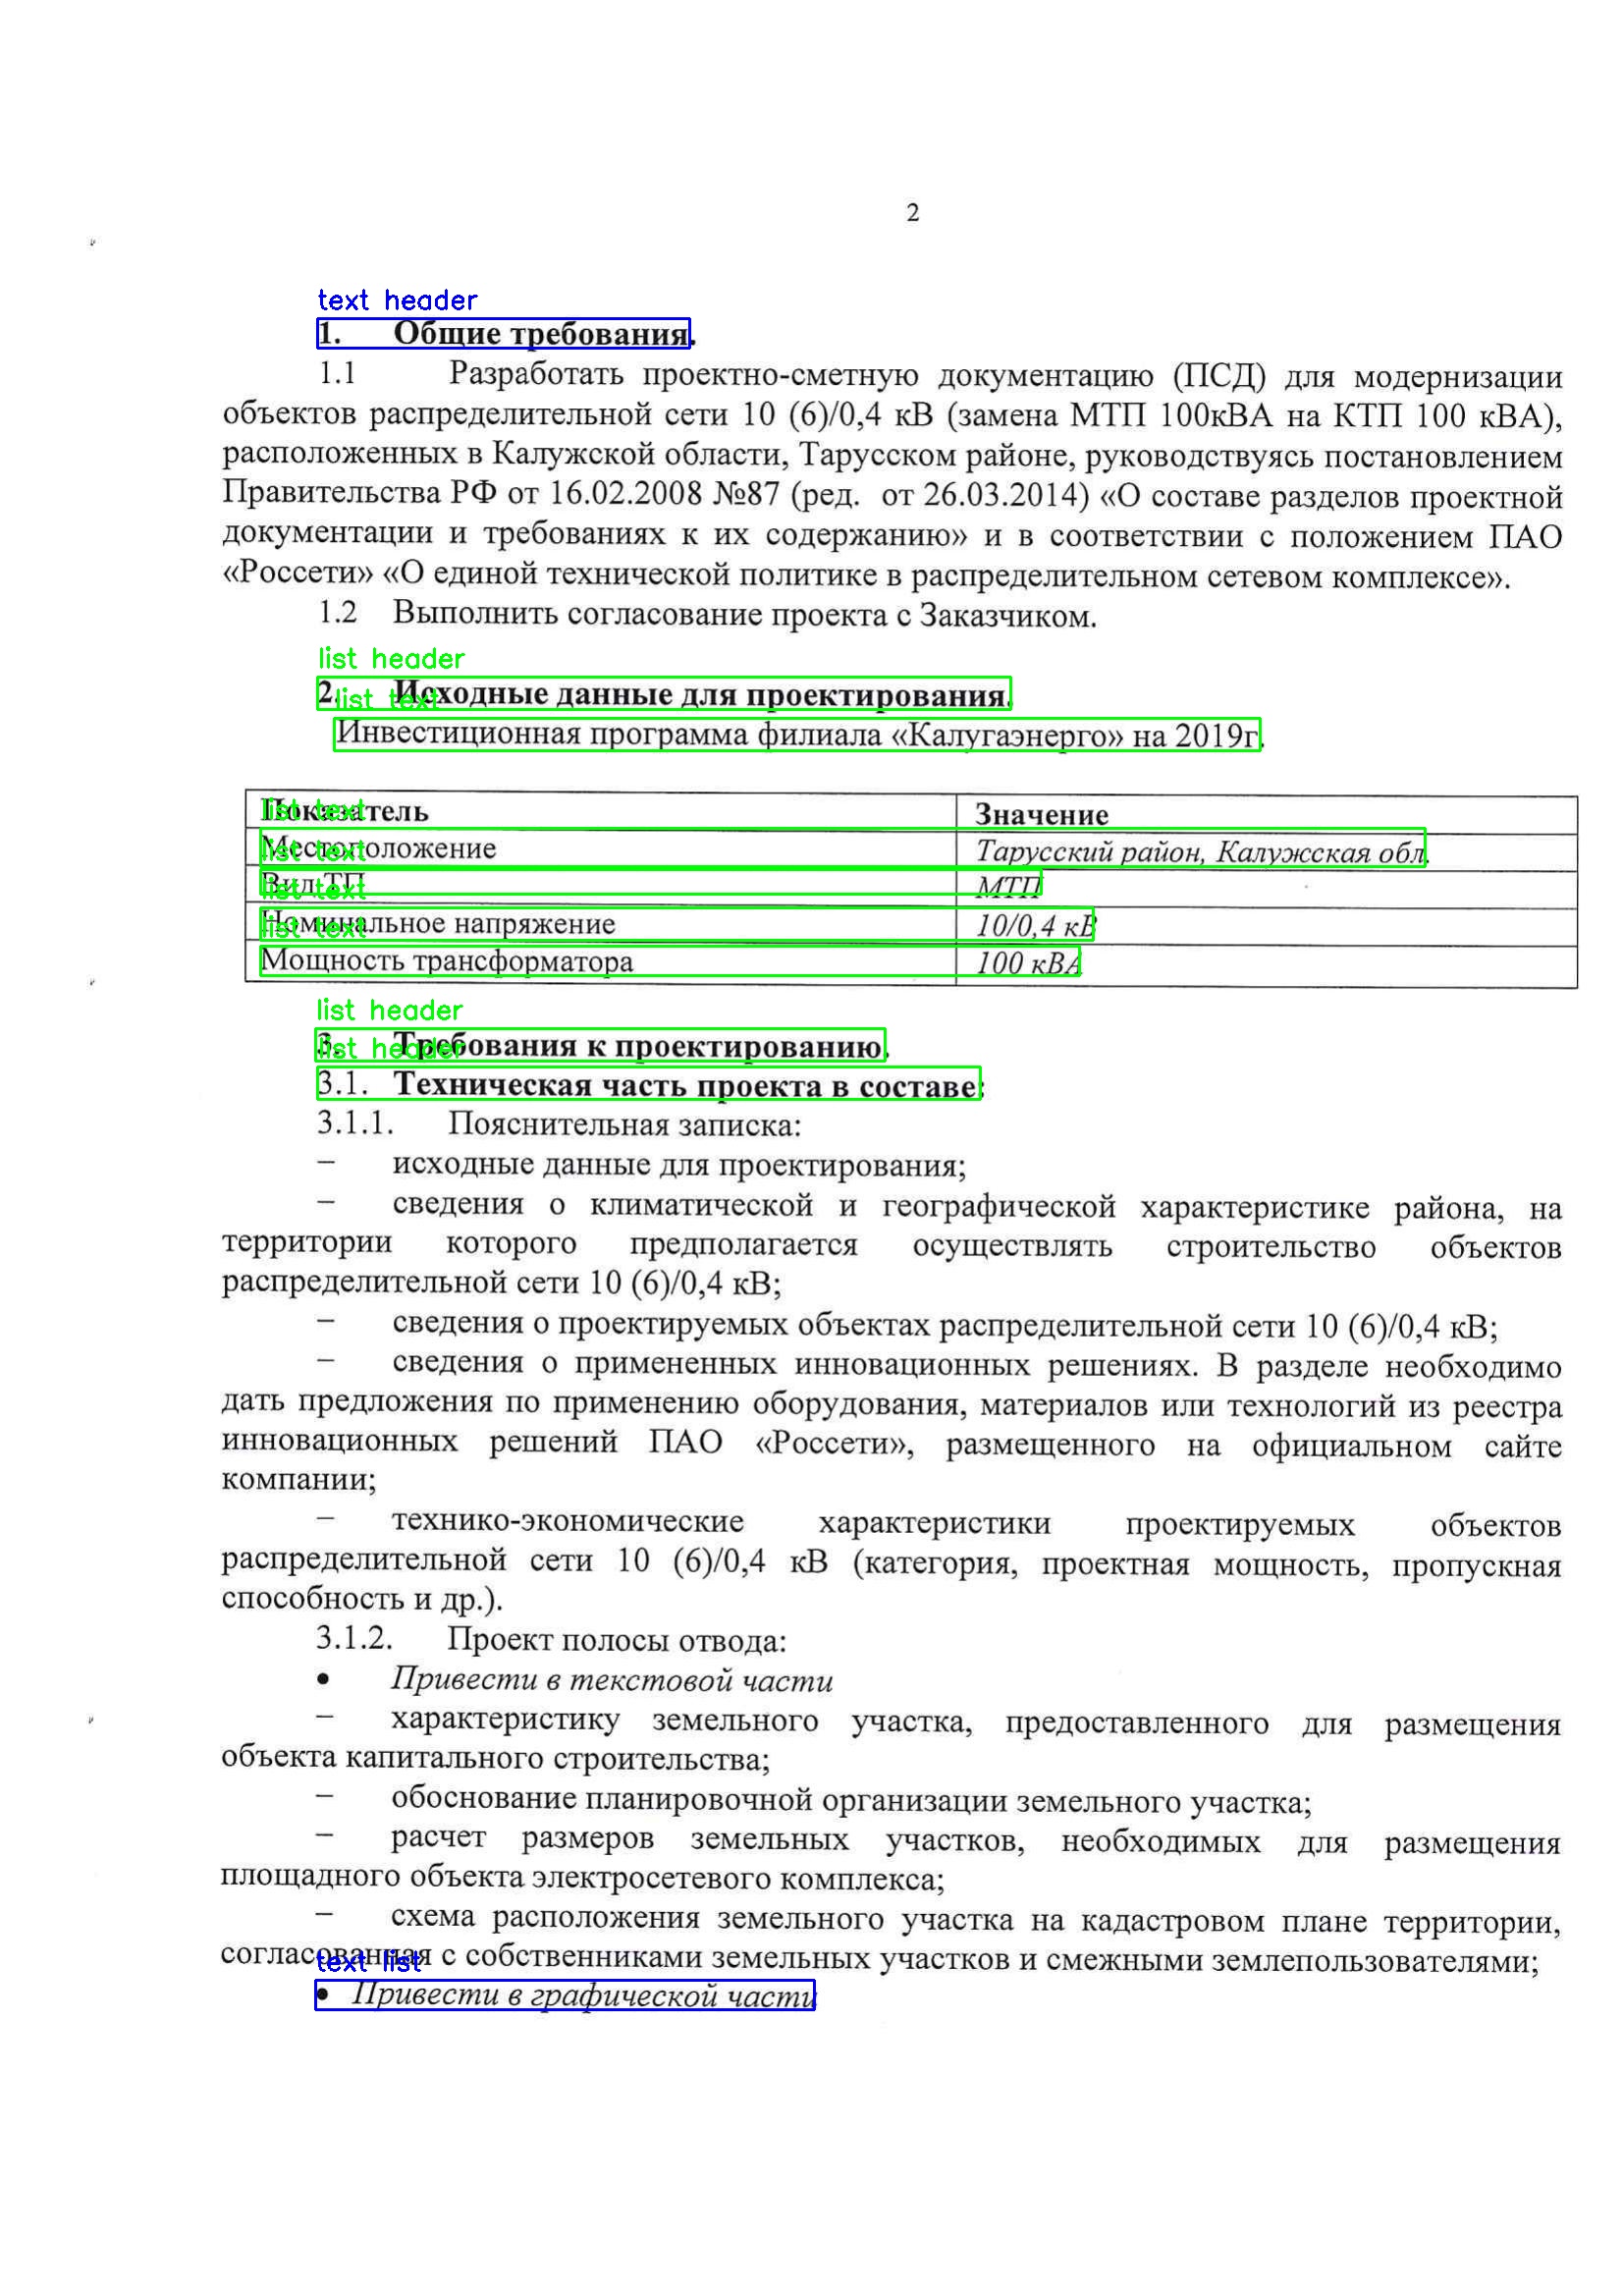 2
text header
1. Общие требования.
1.1 Разработать проектно-сметную документацию (ПСД) для модернизации
объектов распределительной сети 10 (6)/0,4 кВ (замена МТП 100кВА на КТП 100 кВА),
расположенных в Калужской области, Тарусском районе, руководствуясь постановлением
Правительства РФ от 16.02.2008 №87 (ред. от 26.03.2014) «О составе разделов проектной
документации и требованиях к их содержанию» и в соответствии с положением ПАО
«Россети» «О единой технической политике в распределительном сетевом комплексе».
1.2 Выполнить согласование проекта с Заказчиком.
list header
2. Исходные данные для проектирования.
list text
Инвестиционная программа филиала «Калугаэнерго» на 2019г.
Показатель Значение
list text
Местоположение Тарусский район, Калужская обл.
list text
Вид ТП МТП
list text
Номинальное напряжение 10/0,4 кВ
list text
Мощность трансформатора 100 кВА
list header
3. Требования к проектированию.
list header
3.1. Техническая часть проекта в составе:
3.1.1. Пояснительная записка:
– исходные данные для проектирования;
– сведения о климатической и географической характеристике района, на
территории которого предполагается осуществлять строительство объектов
распределительной сети 10 (6)/0,4 кВ;
– сведения о проектируемых объектах распределительной сети 10 (6)/0,4 кВ;
– сведения о примененных инновационных решениях. В разделе необходимо
дать предложения по применению оборудования, материалов или технологий из реестра
инновационных решений ПАО «Россети», размещенного на официальном сайте
компании;
– технико-экономические характеристики проектируемых объектов
распределительной сети 10 (6)/0,4 кВ (категория, проектная мощность, пропускная
способность и др.).
3.1.2. Проект полосы отвода:
• Привести в текстовой части
– характеристику земельного участка, предоставленного для размещения
объекта капитального строительства;
– обоснование планировочной организации земельного участка;
– расчет размеров земельных участков, необходимых для размещения
площадного объекта электросетевого комплекса;
– схема расположения земельного участка на кадастровом плане территории,
согласованная с собственниками земельных участков и смежными землепользователями;
text list
• Привести в графической части